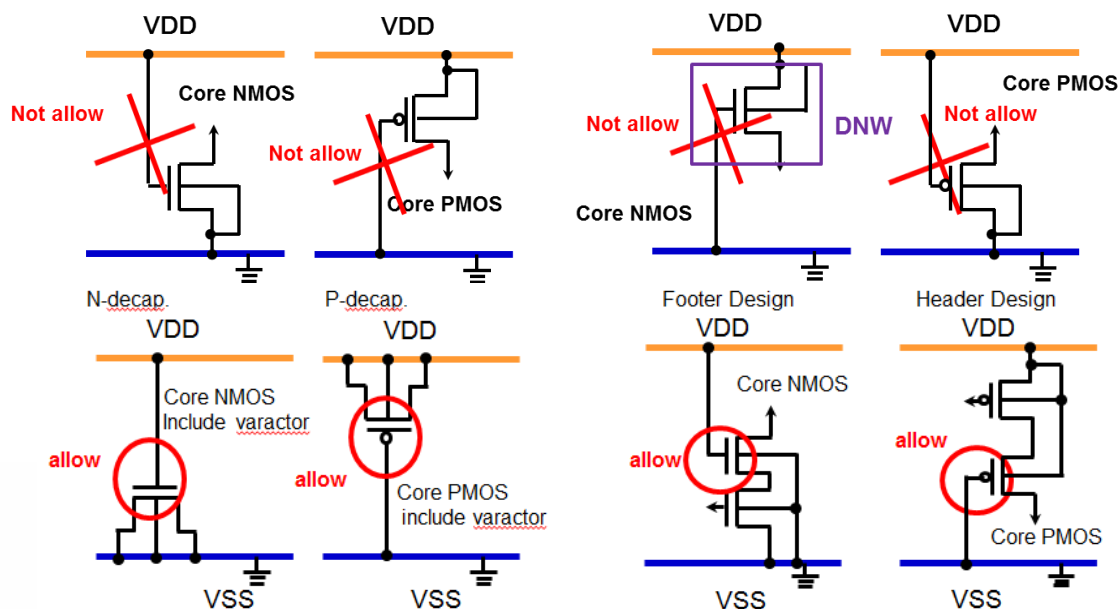 VDD
VDD
VDD
VDD
Core NMOS
Not allow
Not allow
Core PMOS
Not allow
DNW
Core NMOS
Core PMOS
Not allow
N-decap.
P-decap.
Footer Design
Header Design
VDD
VDD
VDD
VDD
Core NMOS
Include varactor
allow
allow
Core PMOS
include varactor
Core NMOS
allow
allow
Core PMOS
VSS
VSS
VSS
VSS